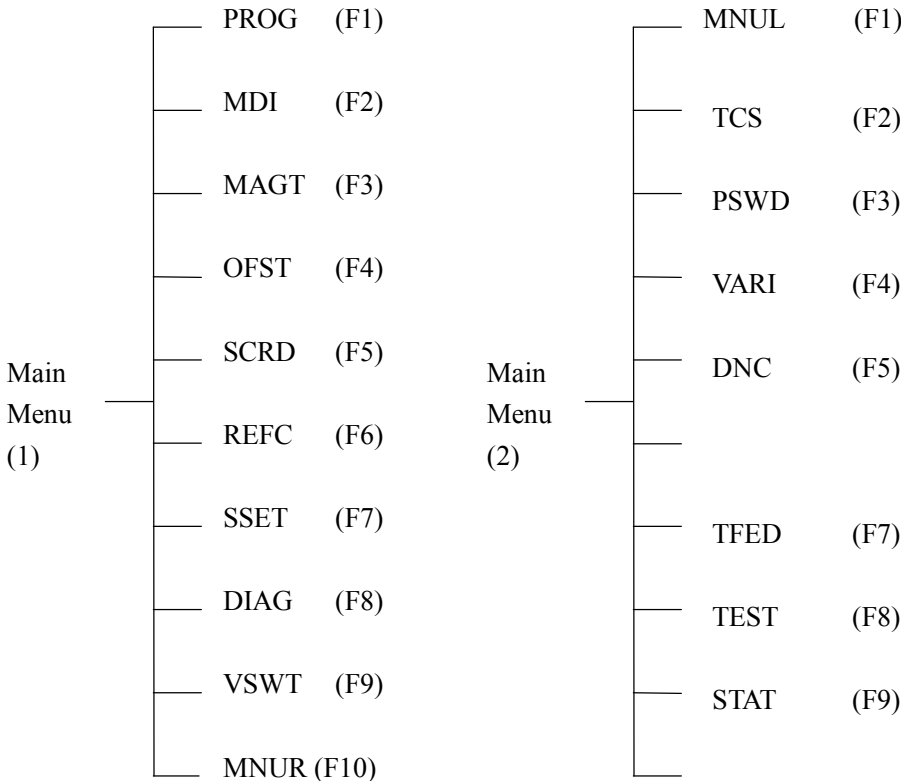 PROG (F1)
MDI (F2)
MAGT (F3)
OFST (F4)
SCRD (F5)
Main
Menu
(1)
REFC (F6)
SSET (F7)
DIAG (F8)
VSWT (F9)
MNUR (F10)
MNUL (F1)
TCS (F2)
PSWD (F3)
VARI (F4)
DNC (F5)
Main
Menu
(2)
TFED (F7)
TEST (F8)
STAT (F9)